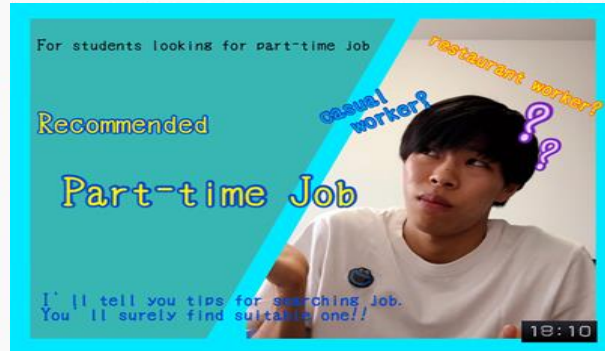 For students looking for part-time job
restaurant worker?
casual
worker?
??
Recommended
Part-time Job
I'll tell you tips for searching job.
You'll surely find suitable one!!
18:10